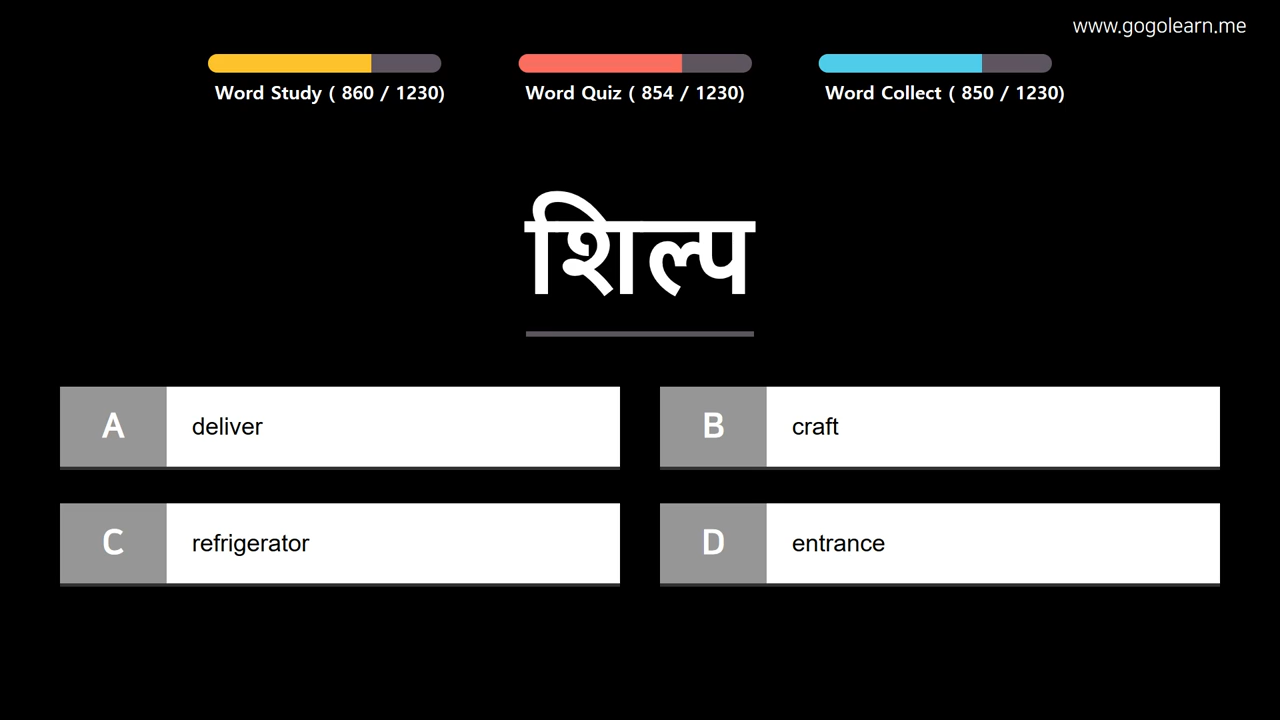 www.gogolearn.me
Word Study ( 860 / 1230)
Word Quiz ( 854 / 1230)
Word Collect ( 850 / 1230)
शिल्प
A deliver
B craft
C refrigerator
D entrance